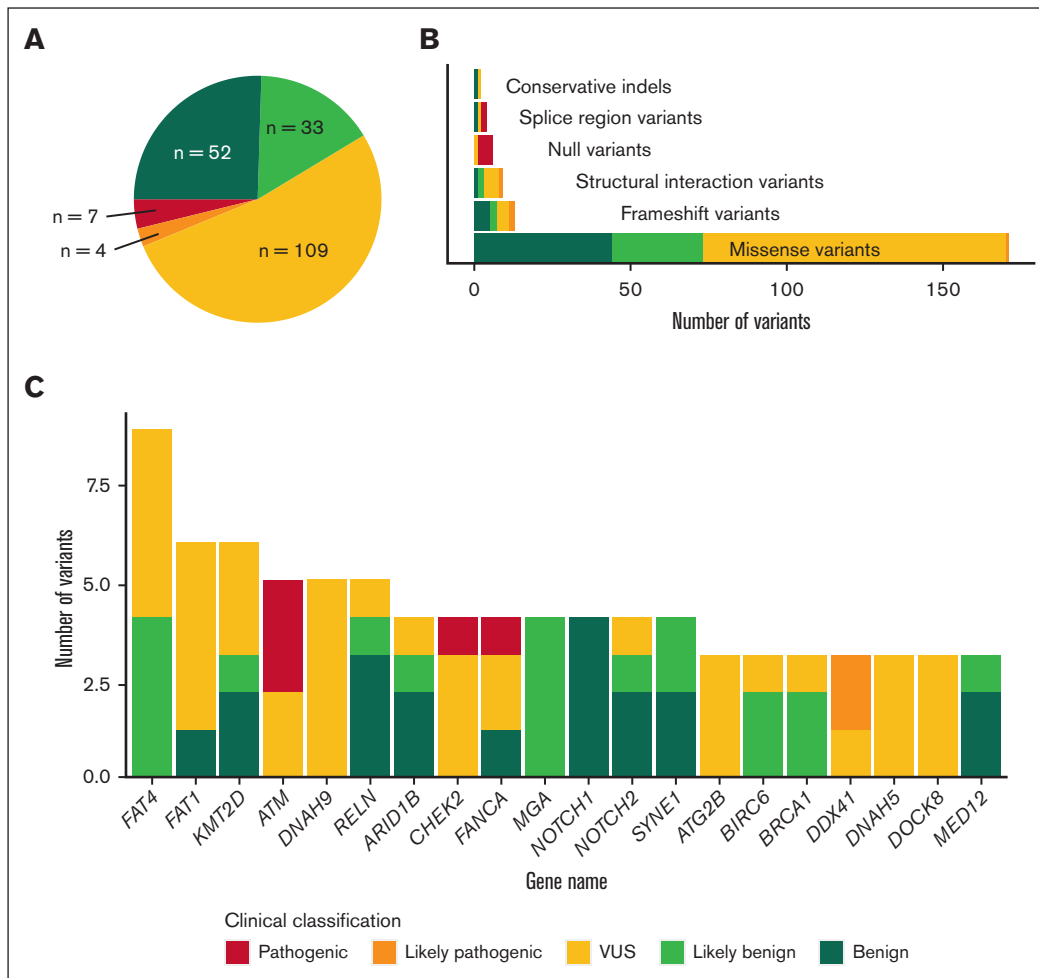 A
n = 33
n = 52
n = 7
n = 4
n = 109
B
Conservative indels
Splice region variants
Null variants
Structural interaction variants
Frameshift variants
Missense variants
0 50 100 150
Number of variants
C
Number of variants
7.5
5.0
2.5
0.0
FAT4 FAT1 KMT2D ATM DNAH9 RELN ARID1B CHEK2 FANCA MGA NOTCH1 NOTCH2 SYNE1 ATG2B BIRC6 BRCA1 DDX41 DNAH5 DOCK8 MED12
Gene name
Clinical classification
Pathogenic Likely pathogenic VUS Likely benign Benign